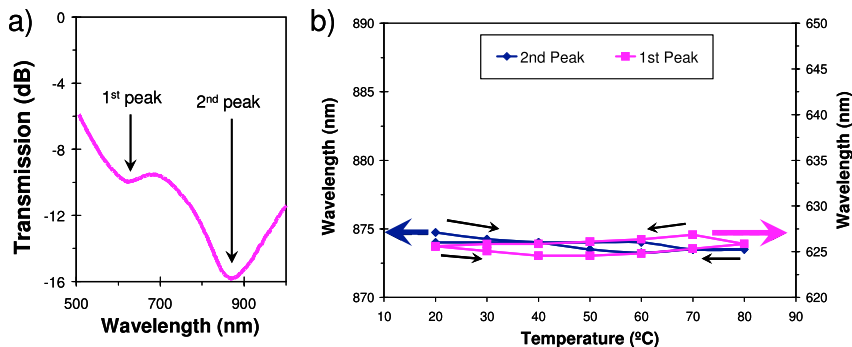 a)
0
-4
-8
-12
-16
Transmission (dB)
1st peak
2nd peak
500
700
900
Wavelength (nm)
b)
890
885
880
875
870
Wavelength (nm)
2nd Peak
1st Peak
650
645
640
635
630
625
620
Wavelength (nm)
10
20
30
40
50
60
70
80
90
Temperature (ºC)